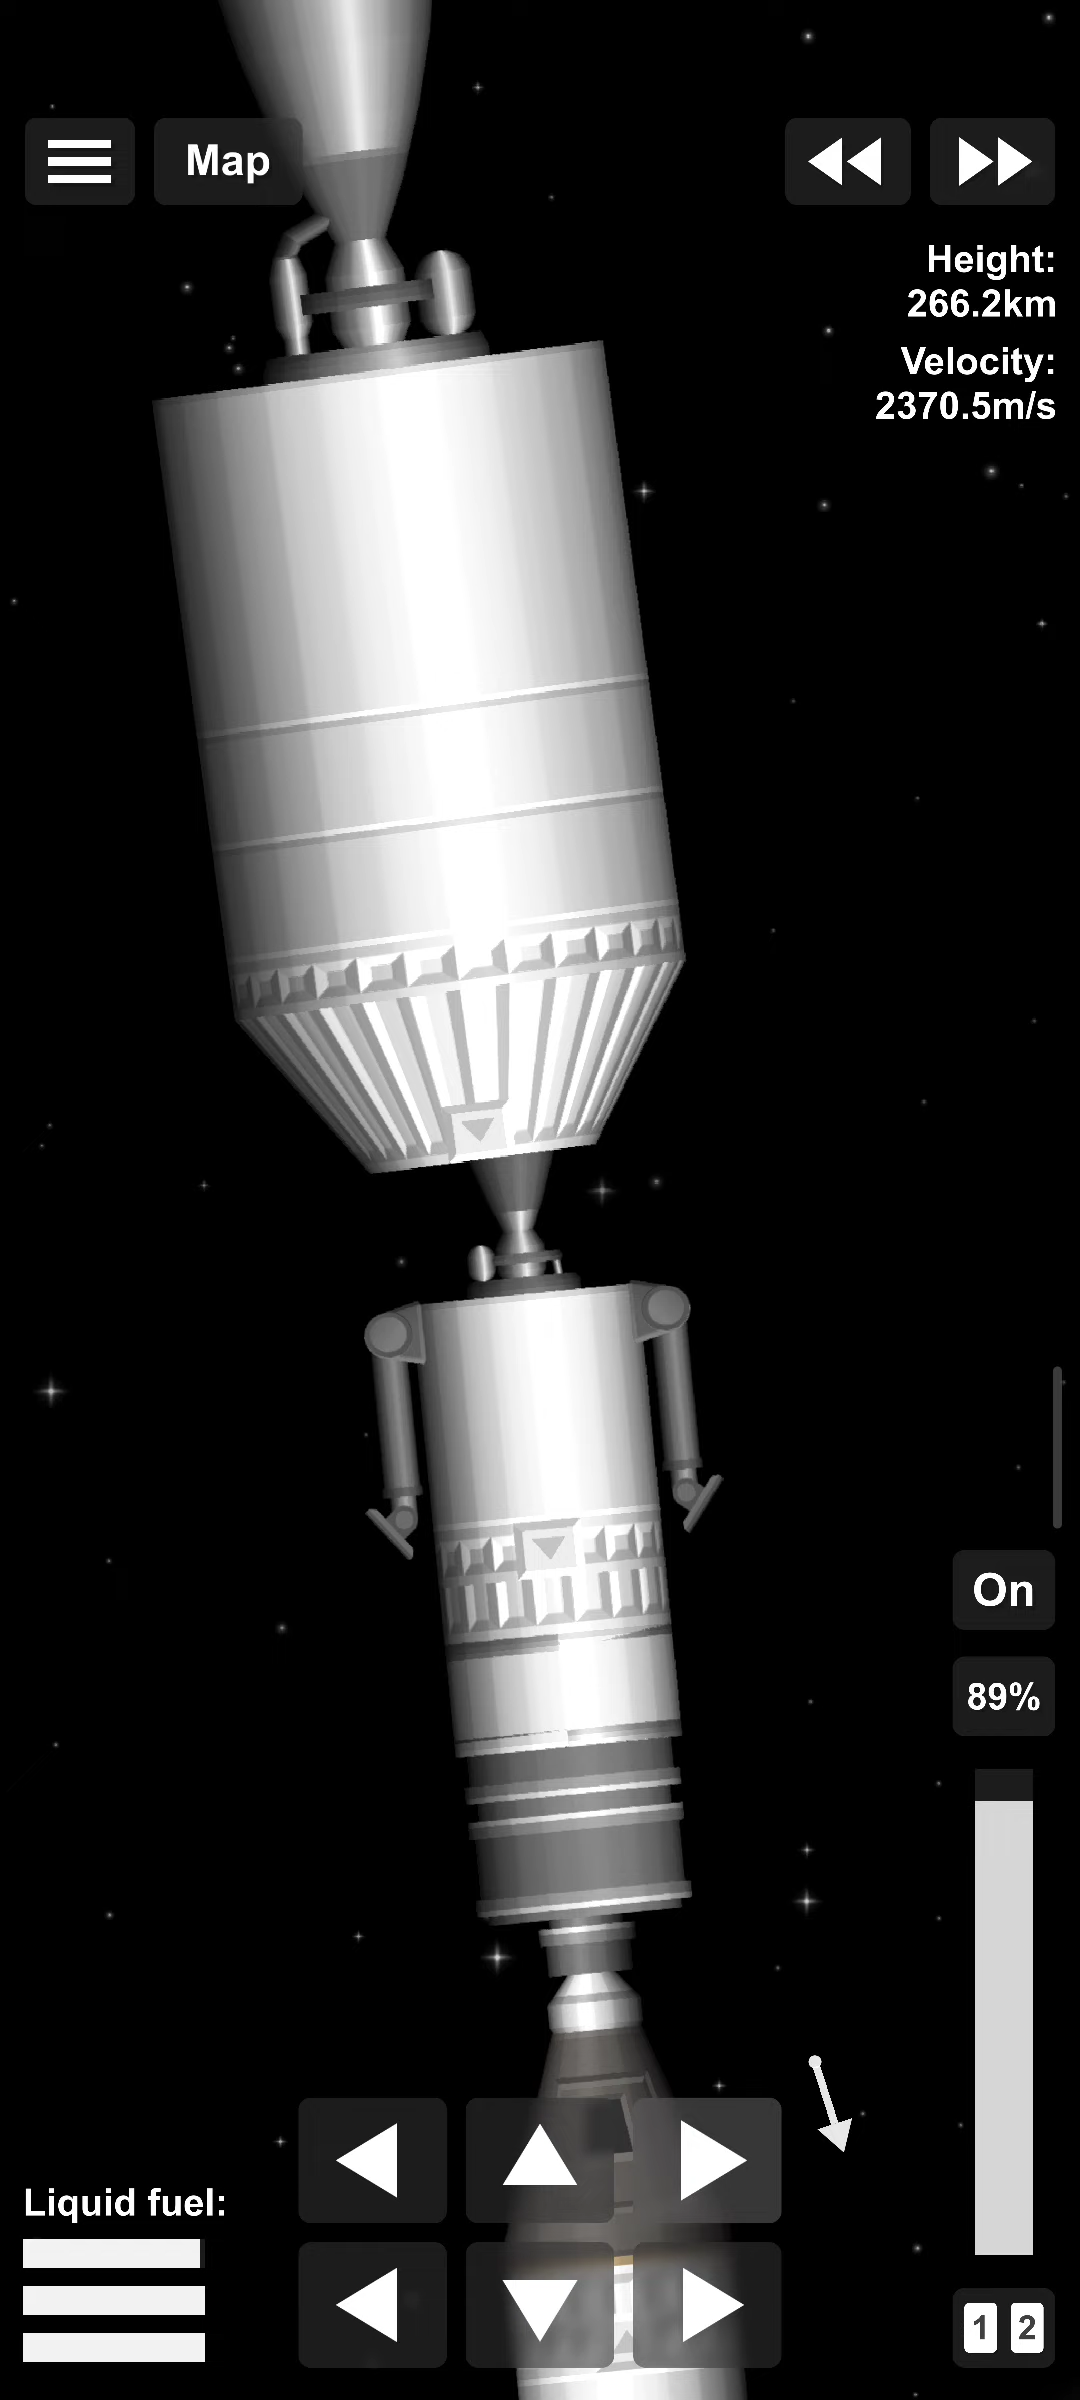 Map
Height:
266.2km
Velocity:
2370.5m/s
On
89%
Liquid fuel:
1 2